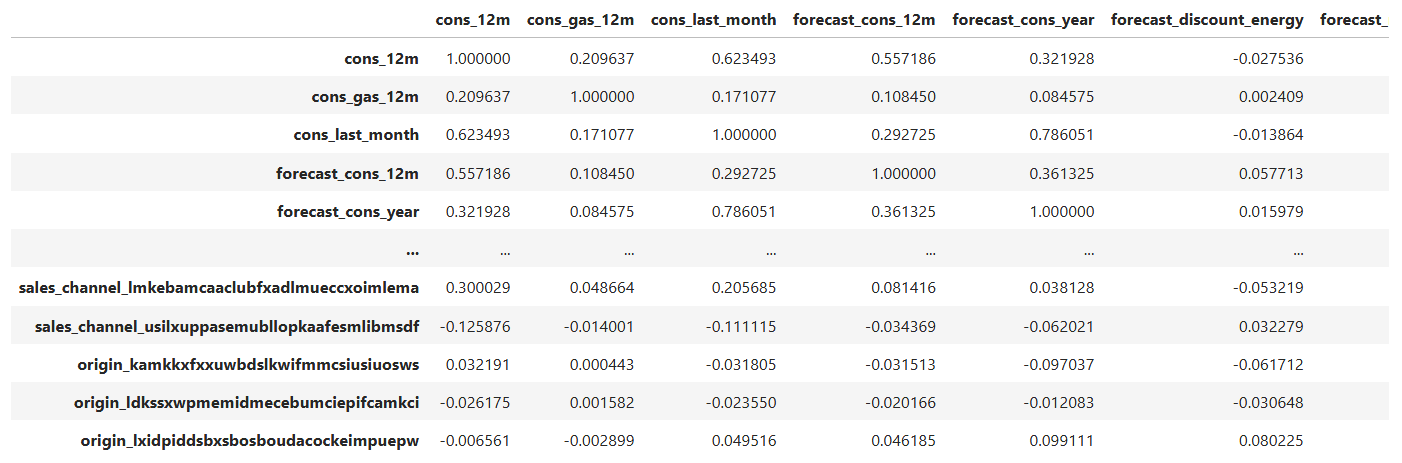 cons_12m cons_gas_12m cons_last_month forecast_cons_12m forecast_cons_year forecast_discount_energy forecast_
cons_12m 1.000000 0.209637 0.623493 0.557186 0.321928 -0.027536
cons_gas_12m 0.209637 1.000000 0.171077 0.108450 0.084575 0.002409
cons_last_month 0.623493 0.171077 1.000000 0.292725 0.786051 -0.013864
forecast_cons_12m 0.557186 0.108450 0.292725 1.000000 0.361325 0.057713
forecast_cons_year 0.321928 0.084575 0.786051 0.361325 1.000000 0.015979
... ... ... ... ... ... ...
sales_channel_lmkebamcaaclubfxadlmueccxoimlema 0.300029 0.048664 0.205685 0.081416 0.038128 -0.053219
sales_channel_usilxuppasemubllopkaafesmlibmsdf -0.125876 -0.014001 -0.111115 -0.034369 -0.062021 0.032279
origin_kamkkxfxxuwbdslkwifmmcsiusiuosws 0.032191 0.000443 -0.031805 -0.031513 -0.097037 -0.061712
origin_ldkssxwpmemidmecebumciepifcamkci -0.026175 0.001582 -0.023550 -0.020166 -0.012083 -0.030648
origin_lxidpiddsbxsbosboudacockeimpuepw -0.006561 -0.002899 0.049516 0.046185 0.099111 0.080225